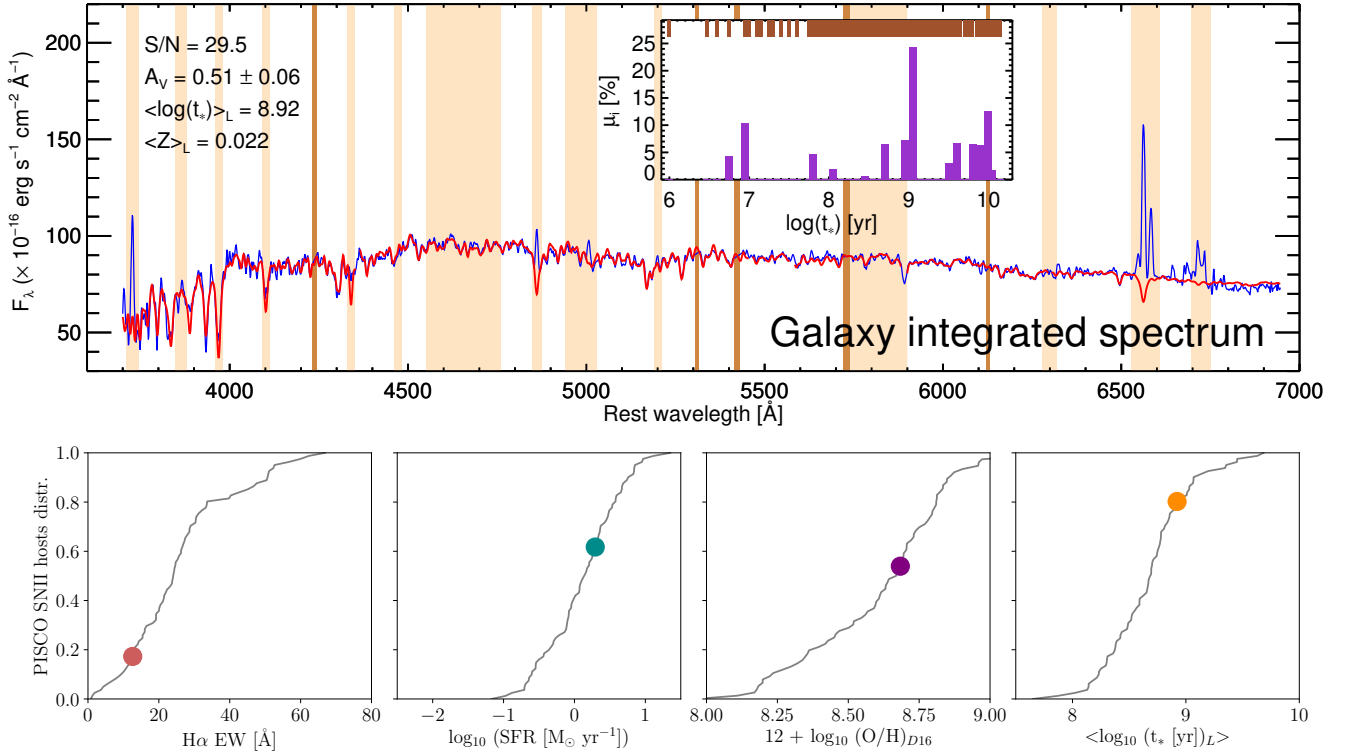 200
150
100
50
F_λ (× 10⁻¹⁶ erg s⁻¹ cm⁻² Å⁻¹)
S/N = 29.5
A_V = 0.51 ± 0.06
<log(t_*)>_L = 8.92
<Z>_L = 0.022
25
20
15
10
5
0
μ_i [%]
6 7 8 9 10
log(t_*) [yr]
Galaxy integrated spectrum
4000 4500 5000 5500 6000 6500 7000
Rest wavelegth [Å]
PISCO SNII hosts distr.
1.0
0.8
0.6
0.4
0.2
0.0
0 20 40 60 80
Hα EW [Å]
−2 −1 0 1
log₁₀ (SFR [M_⊙ yr⁻¹])
8.00 8.25 8.50 8.75 9.00
12 + log₁₀ (O/H)_D16
8 9 10
<log₁₀ (t_* [yr])_L>